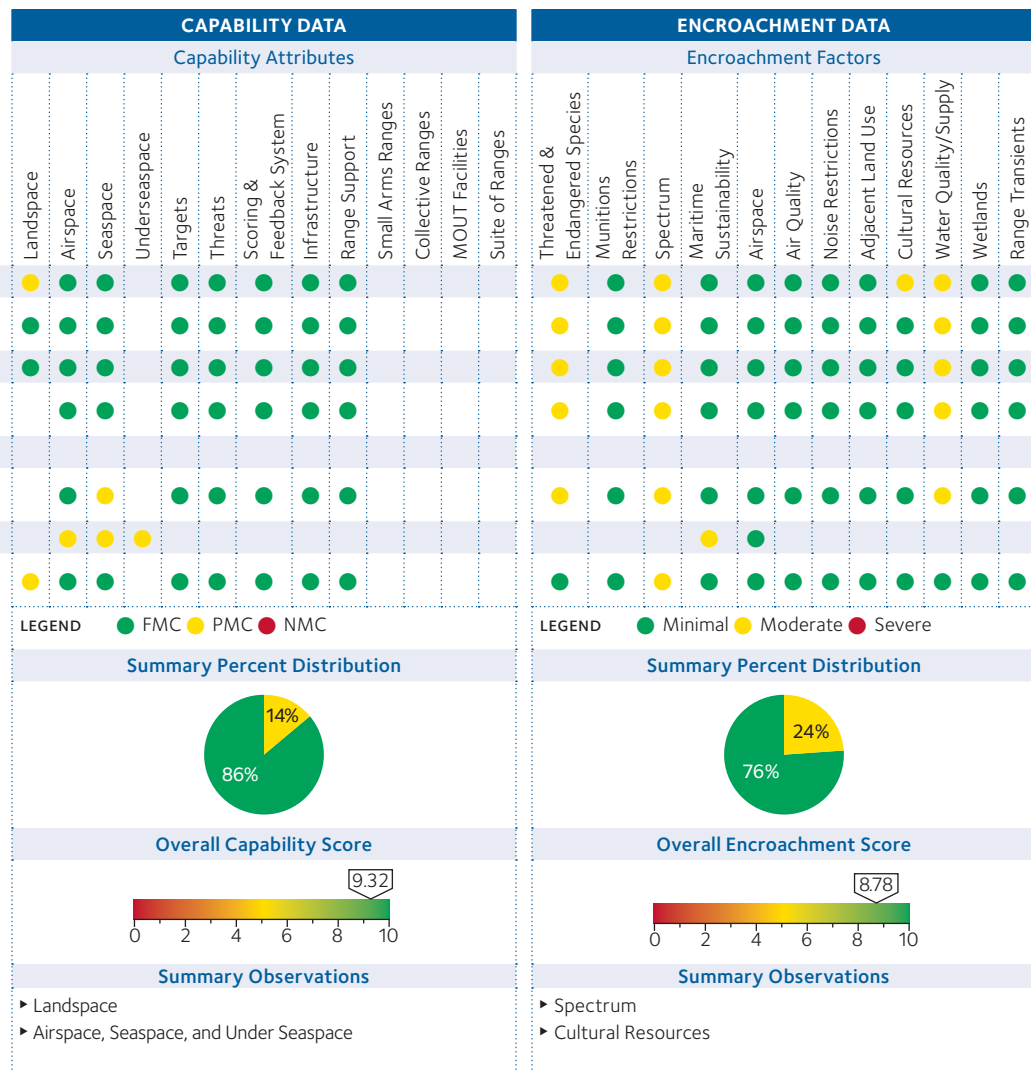 CAPABILITY DATA
Capability Attributes
Landspace
Airspace
Seaspace
Underseaspace
Targets
Threats
Scoring &
Feedback System
Infrastructure
Range Support
Small Arms Ranges
Collective Ranges
MOUT Facilities
Suite of Ranges
LEGEND FMC PMC NMC
Summary Percent Distribution
14%
86%
Overall Capability Score
9.32
0 2 4 6 8 10
Summary Observations
▸ Landspace
▸ Airspace, Seaspace, and Under Seaspace
ENCROACHMENT DATA
Encroachment Factors
Threatened &
Endangered Species
Munitions
Restrictions
Spectrum
Maritime
Sustainability
Airspace
Air Quality
Noise Restrictions
Adjacent Land Use
Cultural Resources
Water Quality/Supply
Wetlands
Range Transients
LEGEND Minimal Moderate Severe
Summary Percent Distribution
24%
76%
Overall Encroachment Score
8.78
0 2 4 6 8 10
Summary Observations
▸ Spectrum
▸ Cultural Resources